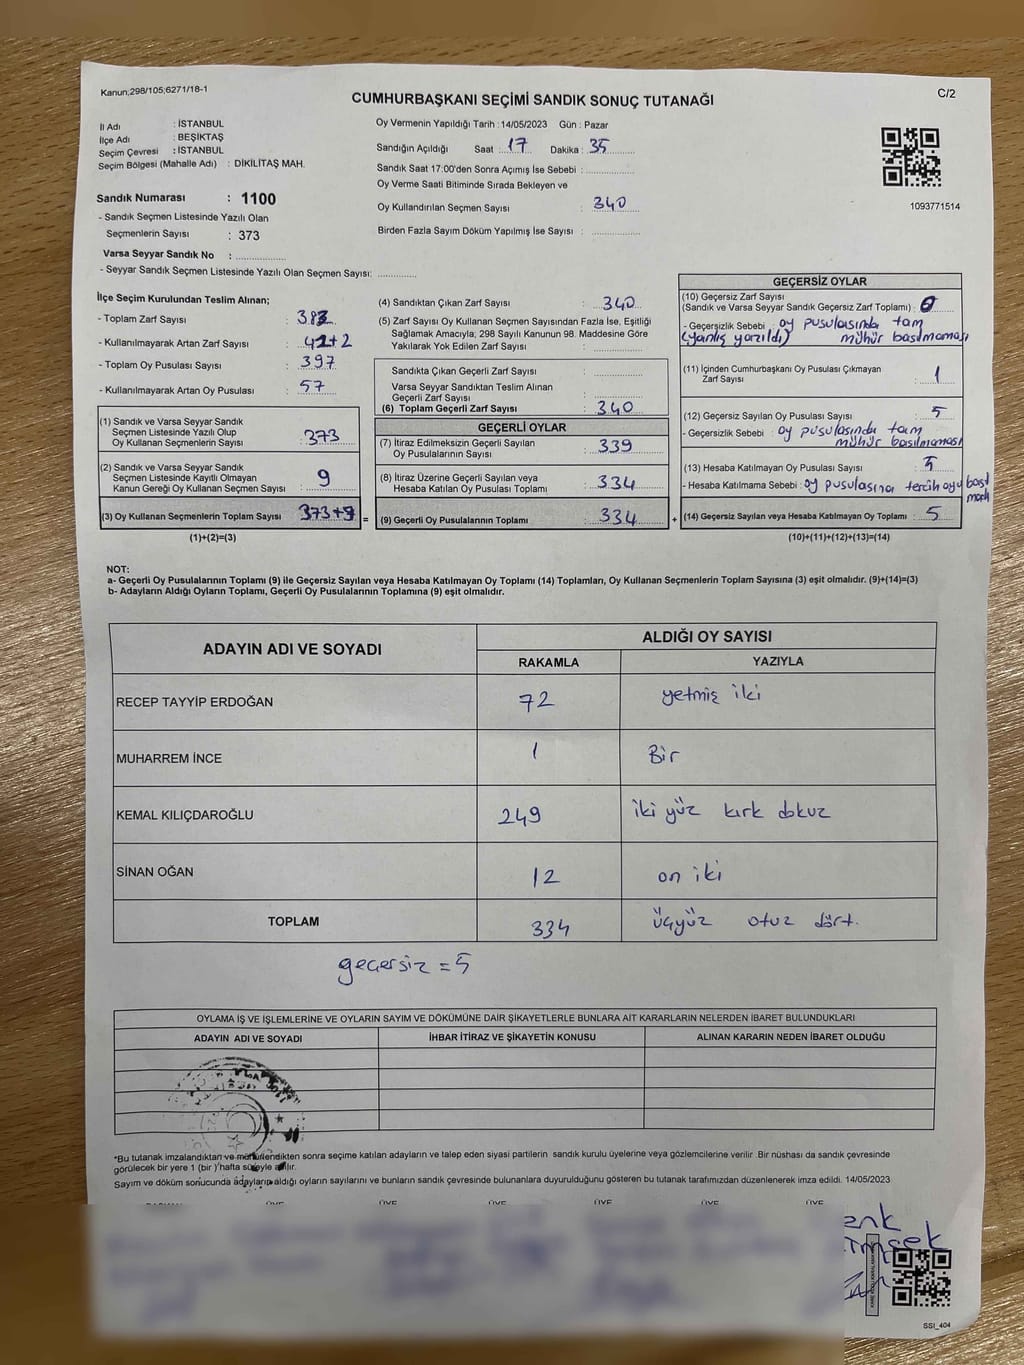 Kanun;298/105;6271/18-1
C/2
CUMHURBAŞKANI SEÇİMİ SANDIK SONUÇ TUTANAĞI
İl Adı : İSTANBUL
İlçe Adı : BEŞİKTAŞ
Seçim Çevresi : İSTANBUL
Seçim Bölgesi (Mahalle Adı) : DİKİLİTAŞ MAH.
Sandık Numarası : 1100
- Sandık Seçmen Listesinde Yazılı Olan
Seçmenlerin Sayısı : 373
Varsa Seyyar Sandık No :
- Seyyar Sandık Seçmen Listesinde Yazılı Olan Seçmen Sayısı:
Oy Vermenin Yapıldığı Tarih : 14/05/2023 Gün : Pazar
Sandığın Açıldığı Saat : 17 Dakika : 35
Sandık Saat 17:00'den Sonra Açımış İse Sebebi :
Oy Verme Saati Bitiminde Sırada Bekleyen ve
Oy Kullandırılan Seçmen Sayısı : 340
Birden Fazla Sayım Döküm Yapılmış İse Sayısı :
1093771514
İlçe Seçim Kurulundan Teslim Alınan;
- Toplam Zarf Sayısı :
- Kullanılmayarak Artan Zarf Sayısı : 42+2
- Toplam Oy Pusulası Sayısı : 397
- Kullanılmayarak Artan Oy Pusulası : 57
(1) Sandık ve Varsa Seyyar Sandık
Seçmen Listesinde Yazılı Olup
Oy Kullanan Seçmenlerin Sayısı : 373
(2) Sandık ve Varsa Seyyar Sandık
Seçmen Listesinde Kayıtlı Olmayan
Kanun Gereği Oy Kullanan Seçmen Sayısı : 9
(3) Oy Kullanan Seçmenlerin Toplam Sayısı 373+9 =
(1)+(2)=(3)
(4) Sandıktan Çıkan Zarf Sayısı : 340
(5) Zarf Sayısı Oy Kullanan Seçmen Sayısından Fazla İse, Eşitliği
Sağlamak Amacıyla; 298 Sayılı Kanunun 98. Maddesine Göre
Yakılarak Yok Edilen Zarf Sayısı :
Sandıkta Çıkan Geçerli Zarf Sayısı :
Varsa Seyyar Sandıktan Teslim Alınan
Geçerli Zarf Sayısı :
(6) Toplam Geçerli Zarf Sayısı : 340
GEÇERLİ OYLAR
(7) İtiraz Edilmeksizin Geçerli Sayılan
Oy Pusulalarının Sayısı : 339
(8) İtiraz Üzerine Geçerli Sayılan veya
Hesaba Katılan Oy Pusulası Toplamı : 334
(9) Geçerli Oy Pusulalarının Toplamı : 334 +
GEÇERSİZ OYLAR
(10) Geçersiz Zarf Sayısı
(Sandık ve Varsa Seyyar Sandık Geçersiz Zarf Toplamı) : 0
- Geçersizlik Sebebi : oy pusulasında tam
(yanlış yazıldı) mühür basılmaması
(11) İçinden Cumhurbaşkanı Oy Pusulası Çıkmayan
Zarf Sayısı : 1
(12) Geçersiz Sayılan Oy Pusulası Sayısı : 5
- Geçersizlik Sebebi : oy pusulasında tam
mühür basılmaması
(13) Hesaba Katılmayan Oy Pusulası Sayısı : 5
- Hesaba Katılmama Sebebi : oy pusulasına tercih oyu
(14) Geçersiz Sayılan veya Hesaba Katılmayan Oy Toplamı : 5
(10)+(11)+(12)+(13)=(14)
NOT:
a- Geçerli Oy Pusulalarının Toplamı (9) ile Geçersiz Sayılan veya Hesaba Katılmayan Oy Toplamı (14) Toplamları, Oy Kullanan Seçmenlerin Toplam Sayısına (3) eşit olmalıdır. (9)+(14)=(3)
b- Adayların Aldığı Oyların Toplamı, Geçerli Oy Pusulalarının Toplamına (9) eşit olmalıdır.
ADAYIN ADI VE SOYADI ALDIĞI OY SAYISI
RAKAMLA YAZIYLA
RECEP TAYYİP ERDOĞAN 72 yetmiş iki
MUHARREM İNCE 1 Bir
KEMAL KILIÇDAROĞLU 249 iki yüz kırk dokuz
SİNAN OĞAN 12 on iki
TOPLAM 334 üçyüz otuz dört.
geçersiz = 5
OYLAMA İŞ VE İŞLEMLERİNE VE OYLARIN SAYIM VE DÖKÜMÜNE DAİR ŞİKAYETLERLE BUNLARA AİT KARARLARIN NELERDEN İBARET BULUNDUKLARI
ADAYIN ADI VE SOYADI İHBAR İTİRAZ VE ŞİKAYETİN KONUSU ALINAN KARARIN NEDEN İBARET OLDUĞU
*Bu tutanak imzalandıktan ve mühürlendikten sonra seçime katılan adayların ve talep eden siyasi partilerin sandık kurulu üyelerine veya gözlemcilerine verilir .Bir nüshası da sandık çevresinde
görülecek bir yere 1 (bir ) hafta süreyle asılır.
Sayım ve döküm sonucunda adayların aldığı oyların sayılarını ve bunların sandık çevresinde bulunanlara duyurulduğunu gösteren bu tutanak tarafımızdan düzenlenerek imza edildi. 14/05/2023
ÜYE ÜYE ÜYE ÜYE ÜYE ÜYE
SSI_404